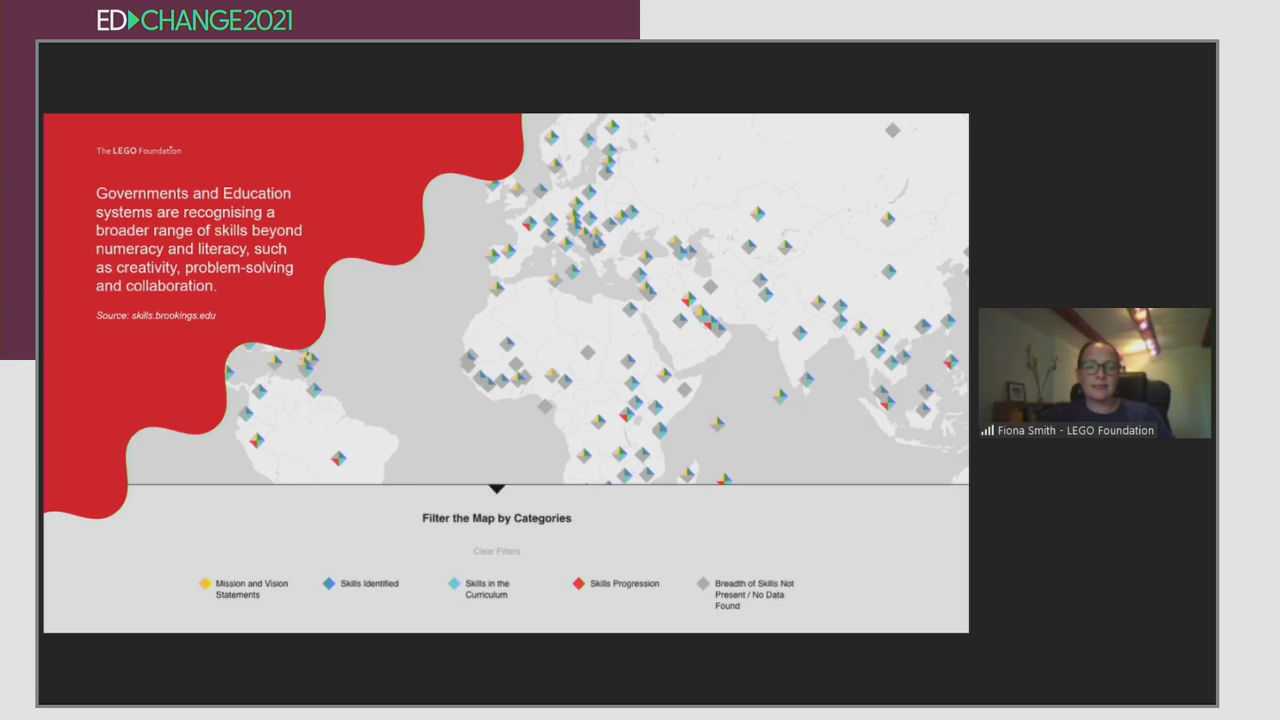 ED CHANGE2021
The LEGO Foundation
Governments and Education
systems are recognising a
broader range of skills beyond
numeracy and literacy, such
as creativity, problem-solving
and collaboration.
Source: skills.brookings.edu
Fiona Smith - LEGO Foundation
Filter the Map by Categories
Clear Filters
Mission and Vision
Statements
Skills Identified
Skills in the
Curriculum
Skills Progression
Breadth of Skills Not
Present / No Data
Found